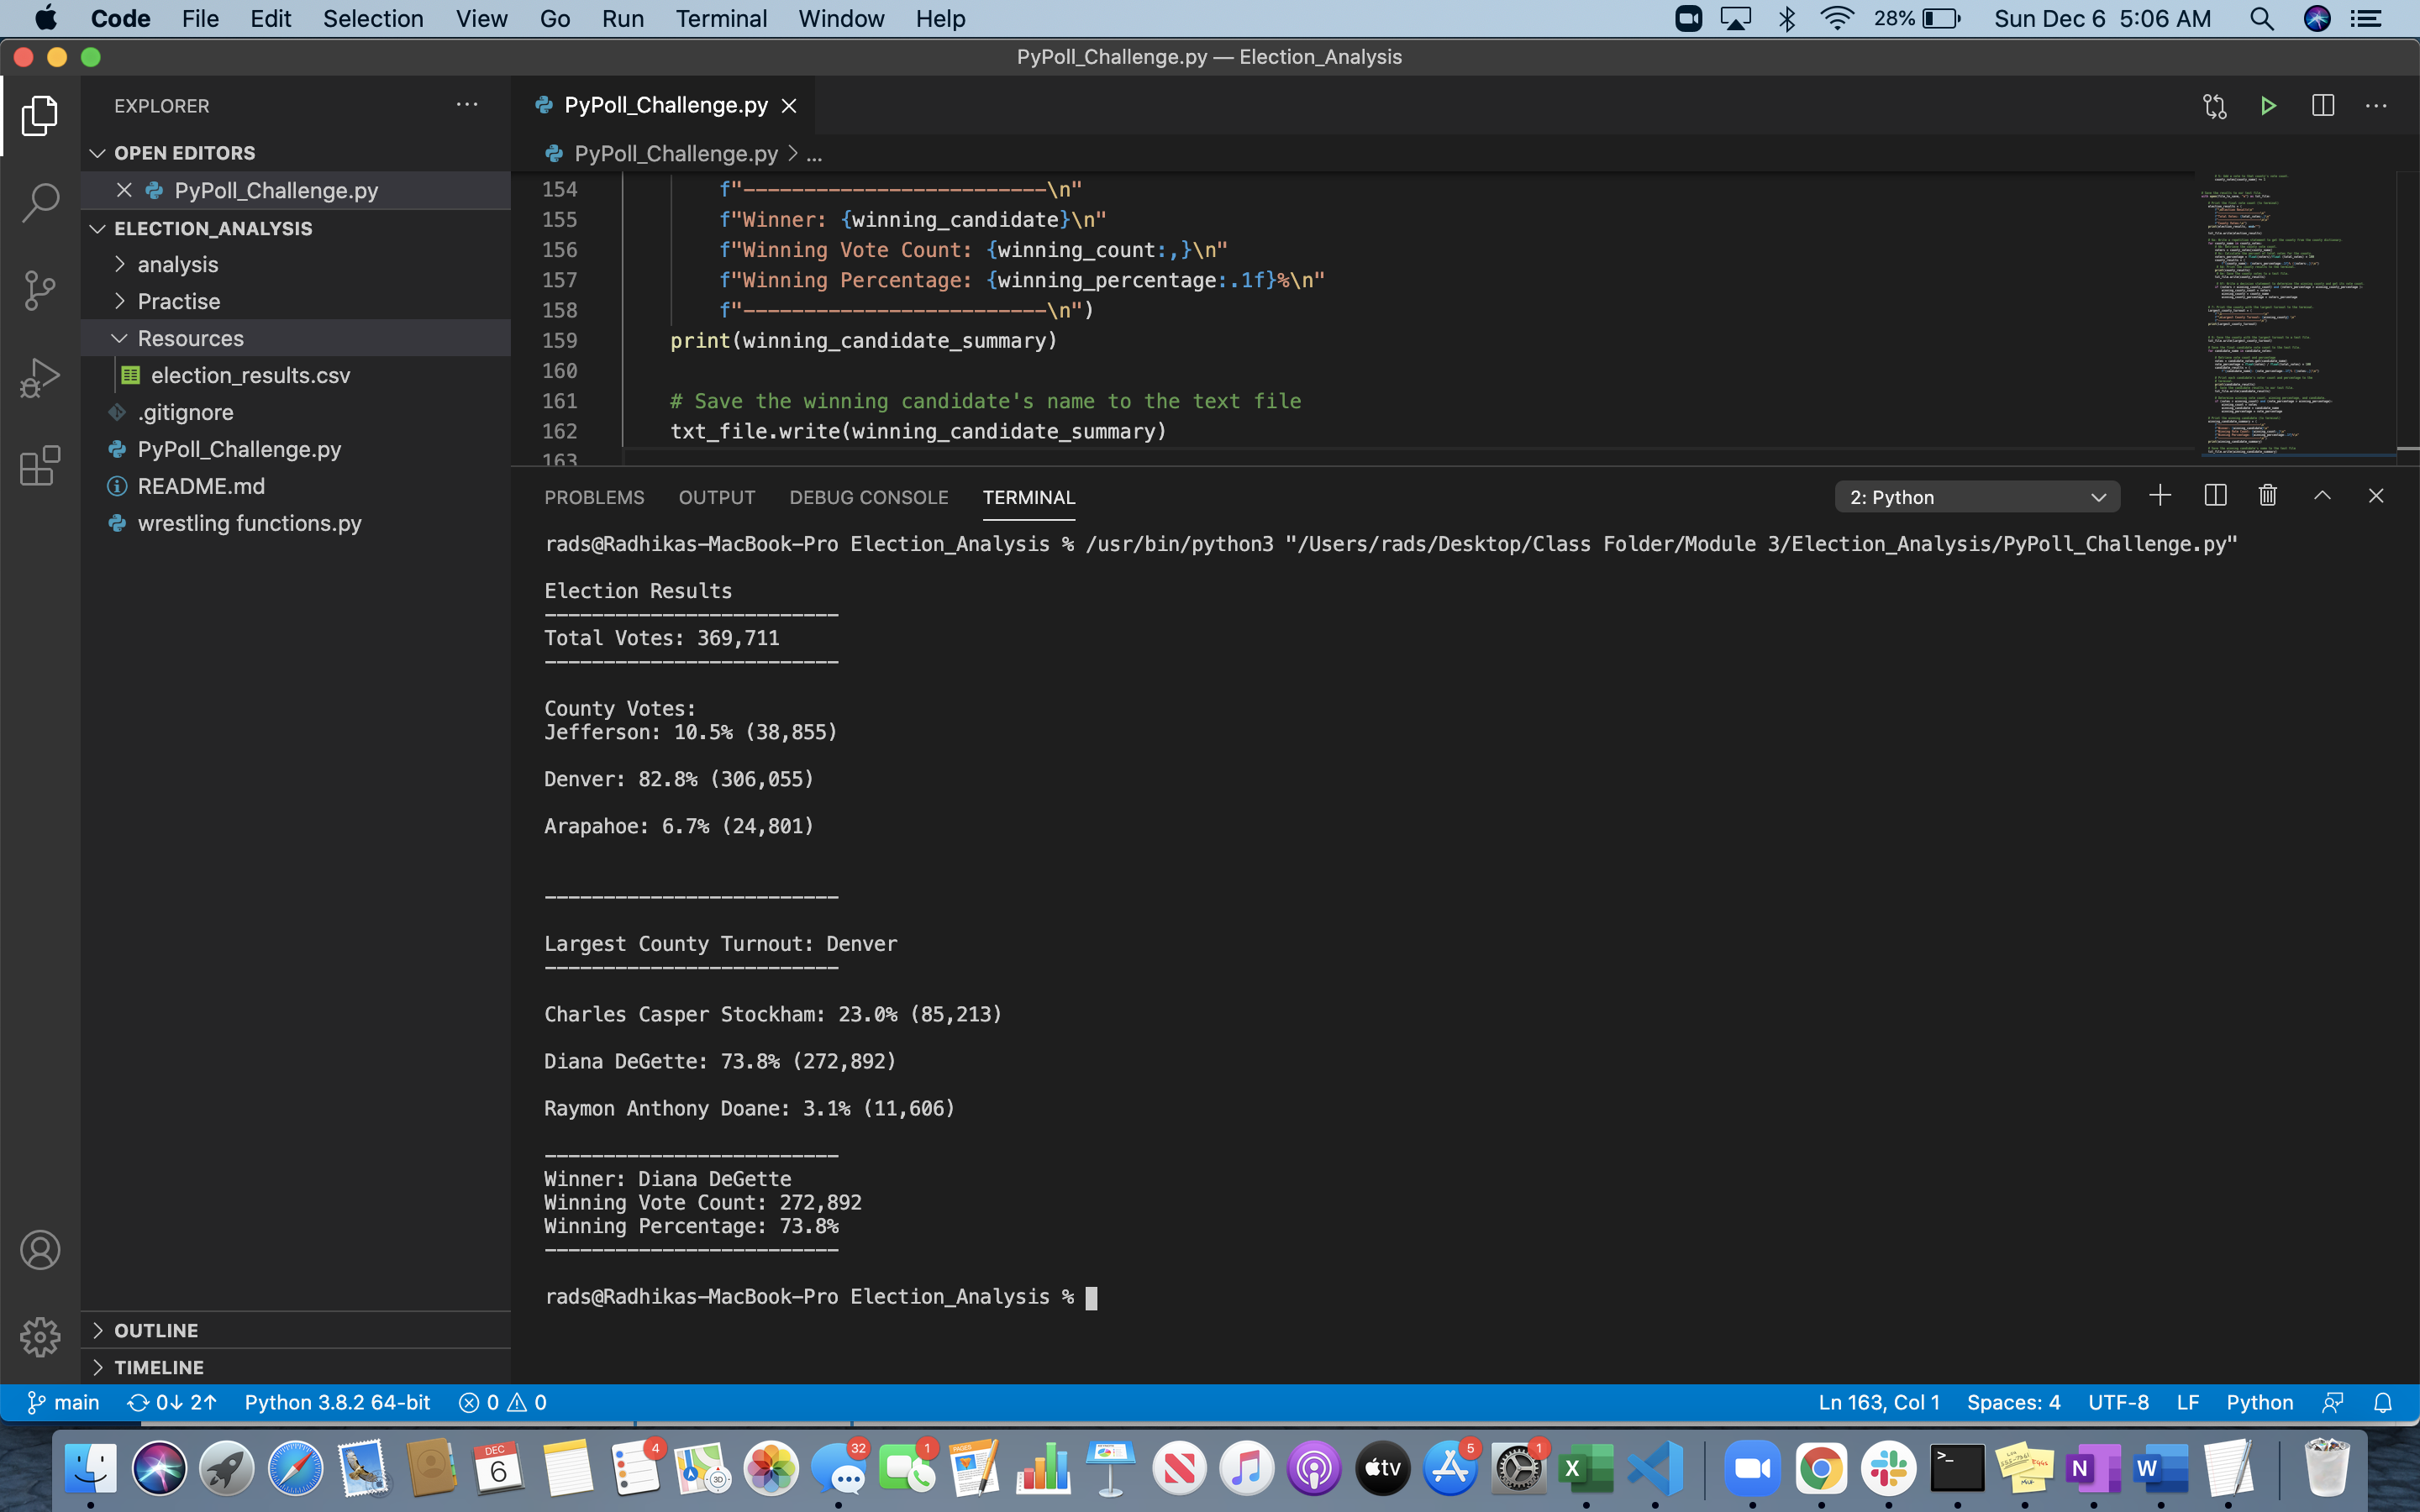 Code File Edit Selection View Go Run Terminal Window Help 28% Sun Dec 6 5:06 AM
PyPoll_Challenge.py — Election_Analysis
EXPLORER
PyPoll_Challenge.py
OPEN EDITORS
PyPoll_Challenge.py > ...
PyPoll_Challenge.py
ELECTION_ANALYSIS
analysis
Practise
Resources
election_results.csv
.gitignore
PyPoll_Challenge.py
README.md
wrestling functions.py
OUTLINE
TIMELINE
154 f"-------------------------\n"
155 f"Winner: {winning_candidate}\n"
156 f"Winning Vote Count: {winning_count:,}\n"
157 f"Winning Percentage: {winning_percentage:.1f}%\n"
158 f"-------------------------\n")
159 print(winning_candidate_summary)
160
161 # Save the winning candidate's name to the text file
162 txt_file.write(winning_candidate_summary)
163
PROBLEMS OUTPUT DEBUG CONSOLE TERMINAL 2: Python
rads@Radhikas-MacBook-Pro Election_Analysis % /usr/bin/python3 "/Users/rads/Desktop/Class Folder/Module 3/Election_Analysis/PyPoll_Challenge.py"
Election Results
-------------------------
Total Votes: 369,711
-------------------------
County Votes:
Jefferson: 10.5% (38,855)
Denver: 82.8% (306,055)
Arapahoe: 6.7% (24,801)
-------------------------
Largest County Turnout: Denver
-------------------------
Charles Casper Stockham: 23.0% (85,213)
Diana DeGette: 73.8% (272,892)
Raymon Anthony Doane: 3.1% (11,606)
-------------------------
Winner: Diana DeGette
Winning Vote Count: 272,892
Winning Percentage: 73.8%
-------------------------
rads@Radhikas-MacBook-Pro Election_Analysis %
main 0↓ 2↑ Python 3.8.2 64-bit 0 0 Ln 163, Col 1 Spaces: 4 UTF-8 LF Python
DEC 6 4 3D 32 1 PAGES tv 5 1 X N W